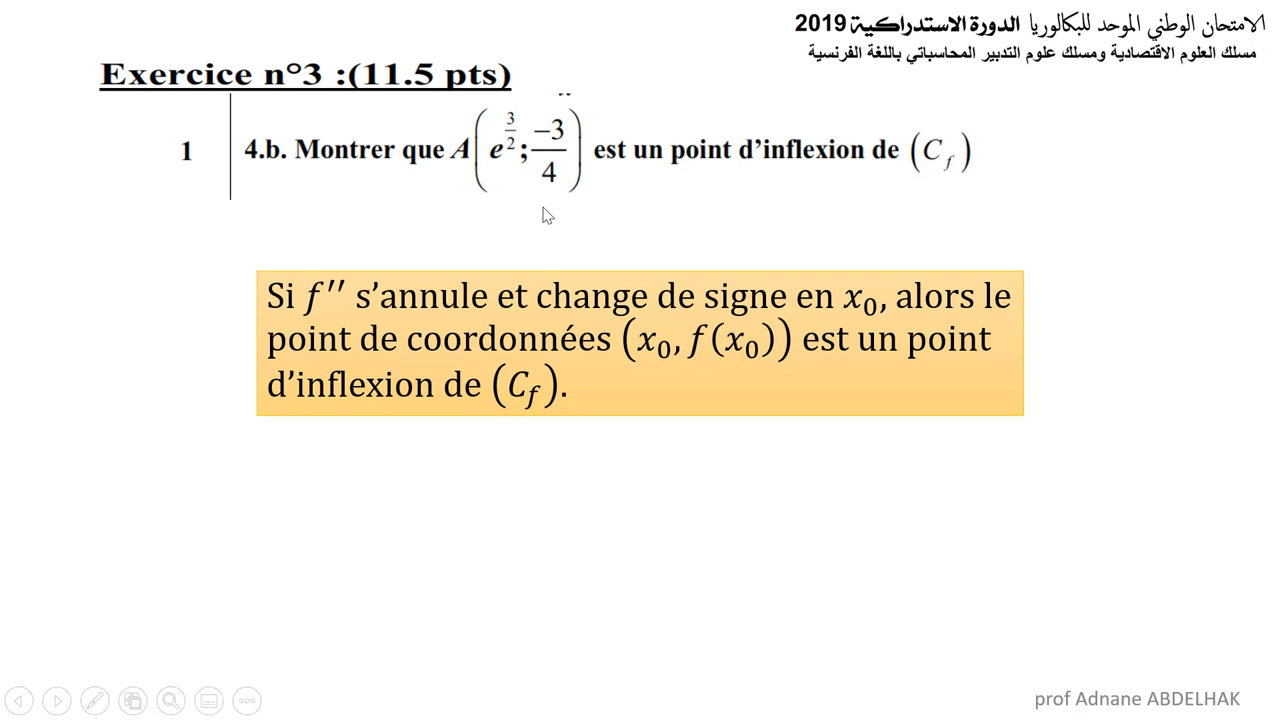 الامتحان الوطني الموحد للبكالوريا الدورة الاستدراكية 2019
مسلك العلوم الاقتصادية ومسلك علوم التدبير المحاسباتي باللغة الفرنسية
Exercice n°3 :(11.5 pts)
1 | 4.b. Montrer que A(e^{3/2} ; -3/4) est un point d'inflexion de (C_f)
Si f′′ s'annule et change de signe en x₀, alors le
point de coordonnées (x₀, f(x₀)) est un point
d'inflexion de (C_f).
prof Adnane ABDELHAK